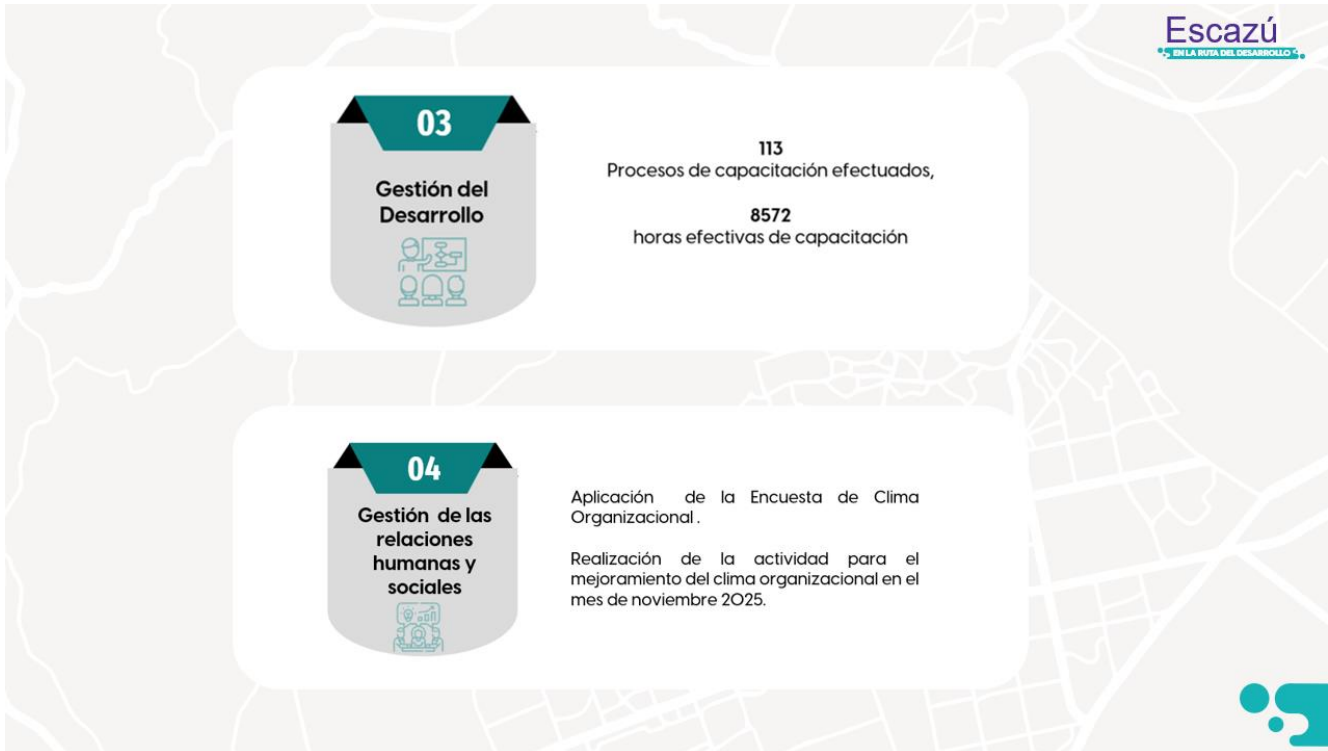 Escazú
EN LA RUTA DEL DESARROLLO
03
Gestión del
Desarrollo
113
Procesos de capacitación efectuados,
8572
horas efectivas de capacitación
04
Gestión de las
relaciones
humanas y
sociales
Aplicación de la Encuesta de Clima
Organizacional .
Realización de la actividad para el
mejoramiento del clima organizacional en el
mes de noviembre 2025.